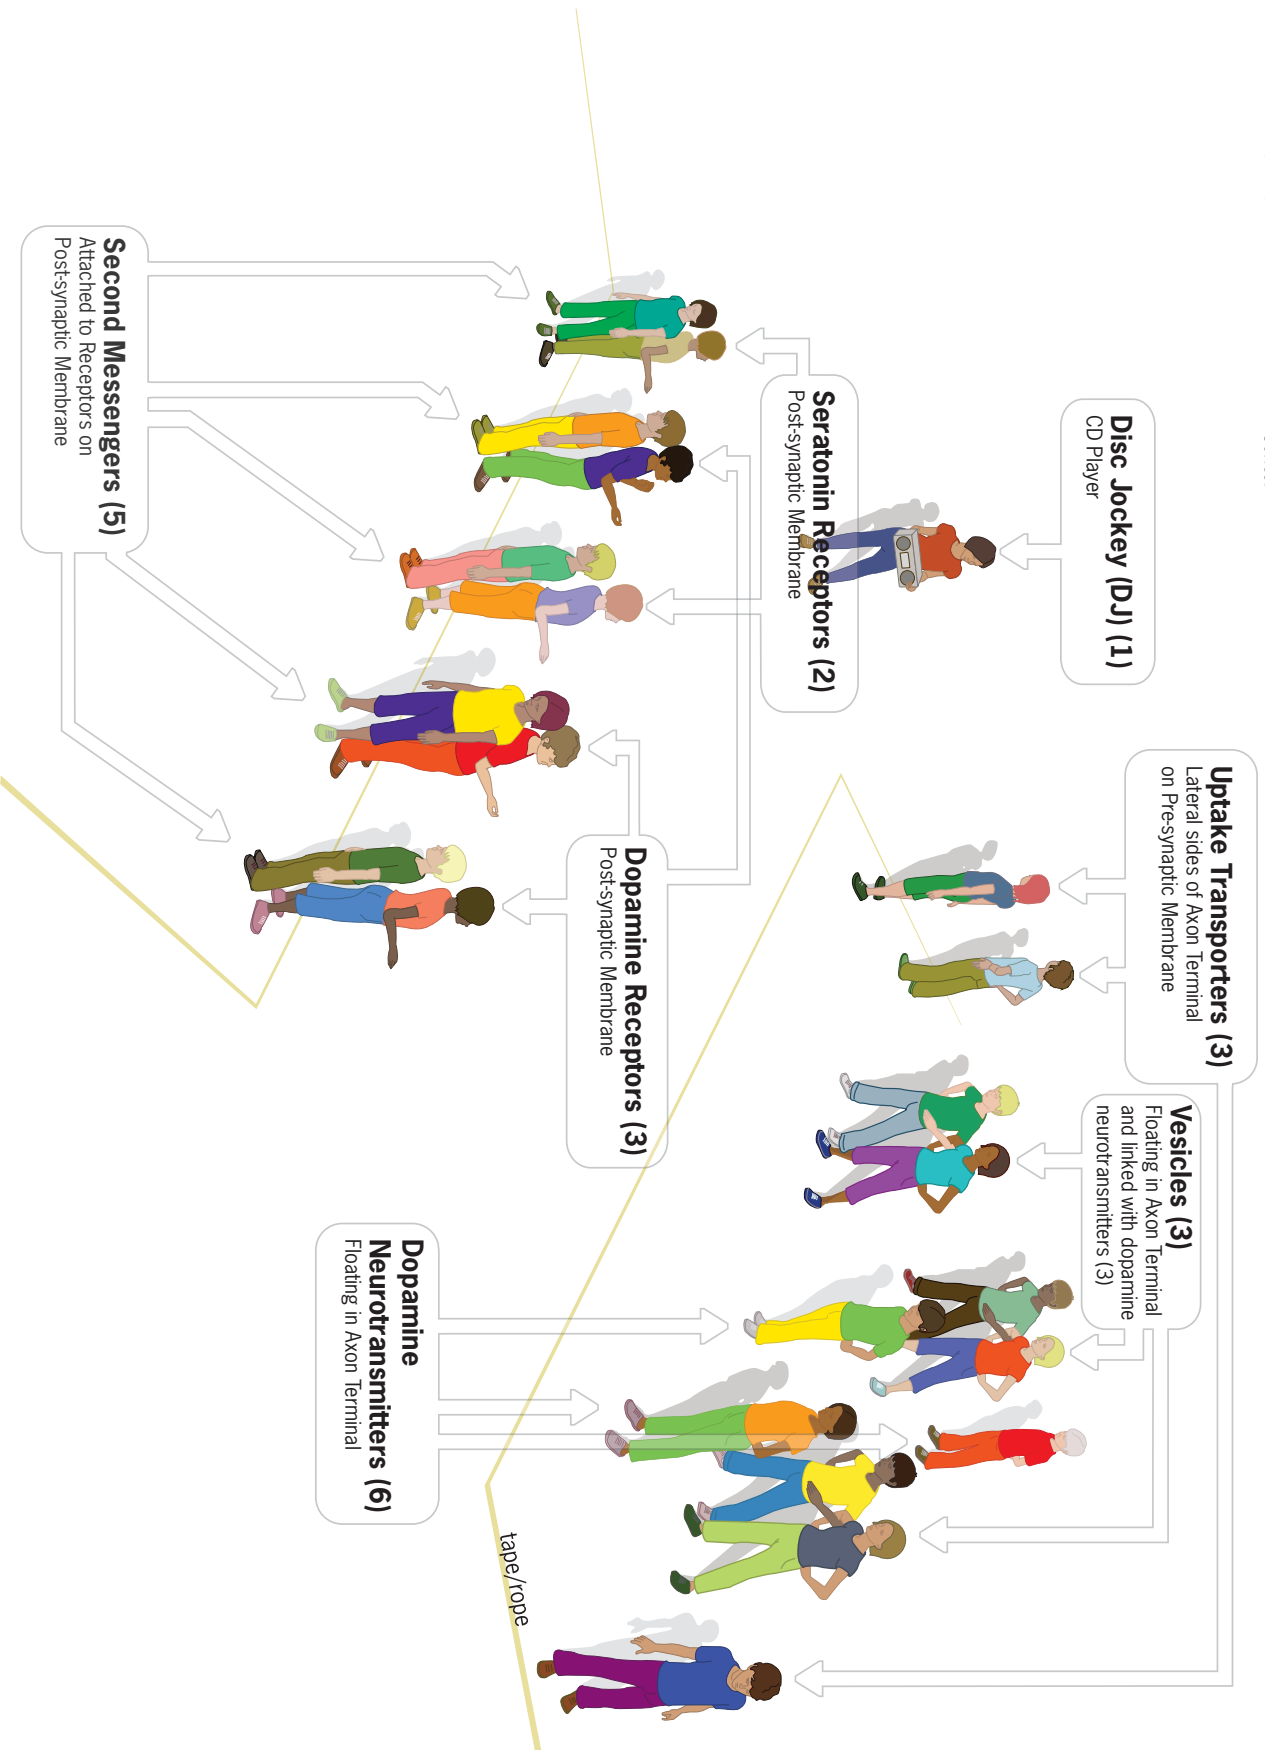 Disc Jockey (DJ) (1)
CD Player
Uptake Transporters (3)
Lateral sides of Axon Terminal
on Pre-synaptic Membrane
Vesicles (3)
Floating in Axon Terminal
and linked with dopamine
neurotransmitters (3)
Seratonin Receptors (2)
Post-synaptic Membrane
Dopamine Receptors (3)
Post-synaptic Membrane
Dopamine
Neurotransmitters (6)
Floating in Axon Terminal
tape/rope
Second Messengers (5)
Attached to Receptors on
Post-synaptic Membrane